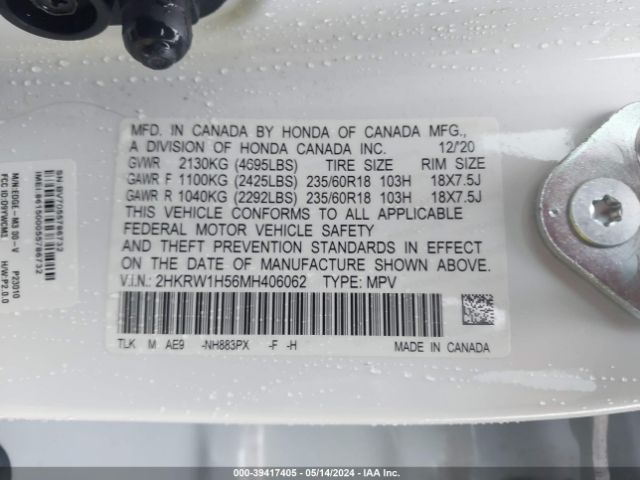 MFD. IN CANADA BY HONDA OF CANADA MFG.,
A DIVISION OF HONDA CANADA INC. 12/'20
GVWR 2130KG (4695LBS) TIRE SIZE RIM SIZE
GAWR F 1100KG (2425LBS) 235/60R18 103H 18X7.5J
GAWR R 1040KG (2292LBS) 235/60R18 103H 18X7.5J
THIS VEHICLE CONFORMS TO ALL APPLICABLE
FEDERAL MOTOR VEHICLE SAFETY
AND THEFT PREVENTION STANDARDS IN EFFECT
ON THE DATE OF MANUFACTURE SHOWN ABOVE.
V.I.N.: 2HKRW1H56MH406062 TYPE: MPV
TLK M AE9 -NH883PX -F -H MADE IN CANADA
P23010
H/W:P2.0.0
000-39417405 - 05/14/2024 - IAA Inc.